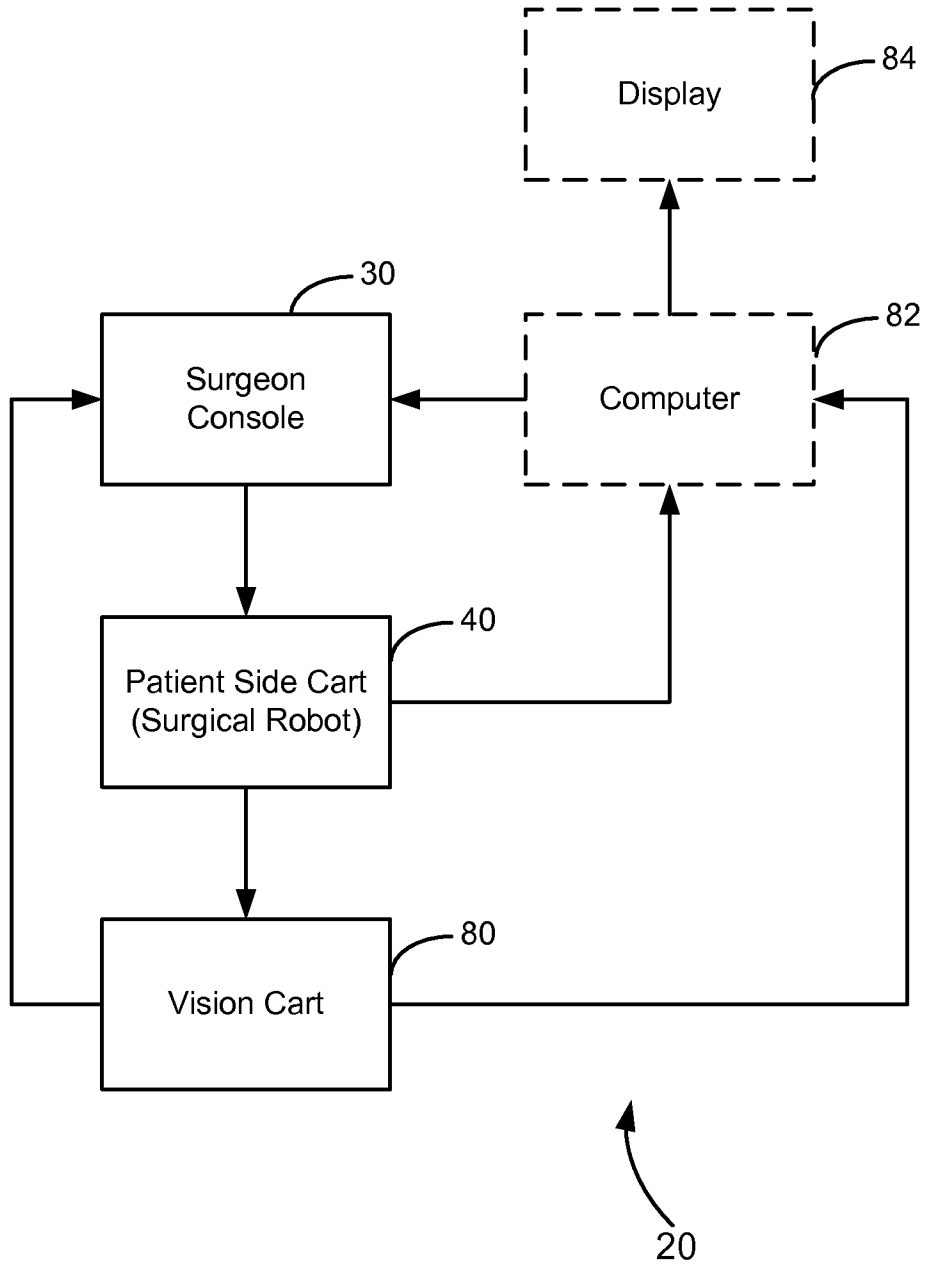 84
Display
30
82
Surgeon
Console
Computer
40
Patient Side Cart
(Surgical Robot)
80
Vision Cart
20